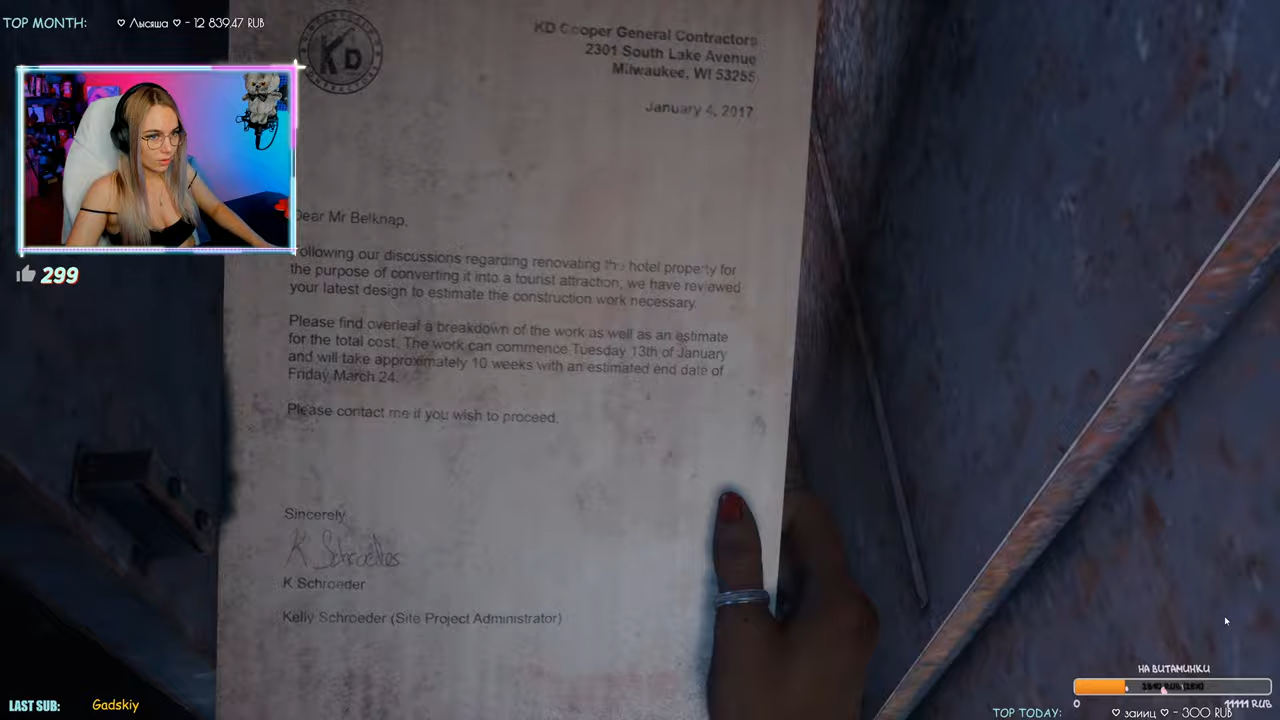 TOP MONTH:
♡ Лысяша ♡ - 12 839.47 RUB
KD
KD Cooper General Contractors
2301 South Lake Avenue
Milwaukee, WI 53255
January 4, 2017
299
Dear Mr Belknap,
Following our discussions regarding renovating the hotel property for
the purpose of converting it into a tourist attraction, we have reviewed
your latest design to estimate the construction work necessary.
Please find overleaf a breakdown of the work as well as an estimate
for the total cost. The work can commence Tuesday 13th of January
and will take approximately 10 weeks with an estimated end date of
Friday March 24.
Please contact me if you wish to proceed.
Sincerely
K Schroeder
Kelly Schroeder (Site Project Administrator)
НА ВИТАМИНКИ
0
11111 RUB
LAST SUB:
Gadskiy
TOP TODAY:
♡ заииц ♡ - 300 RUB